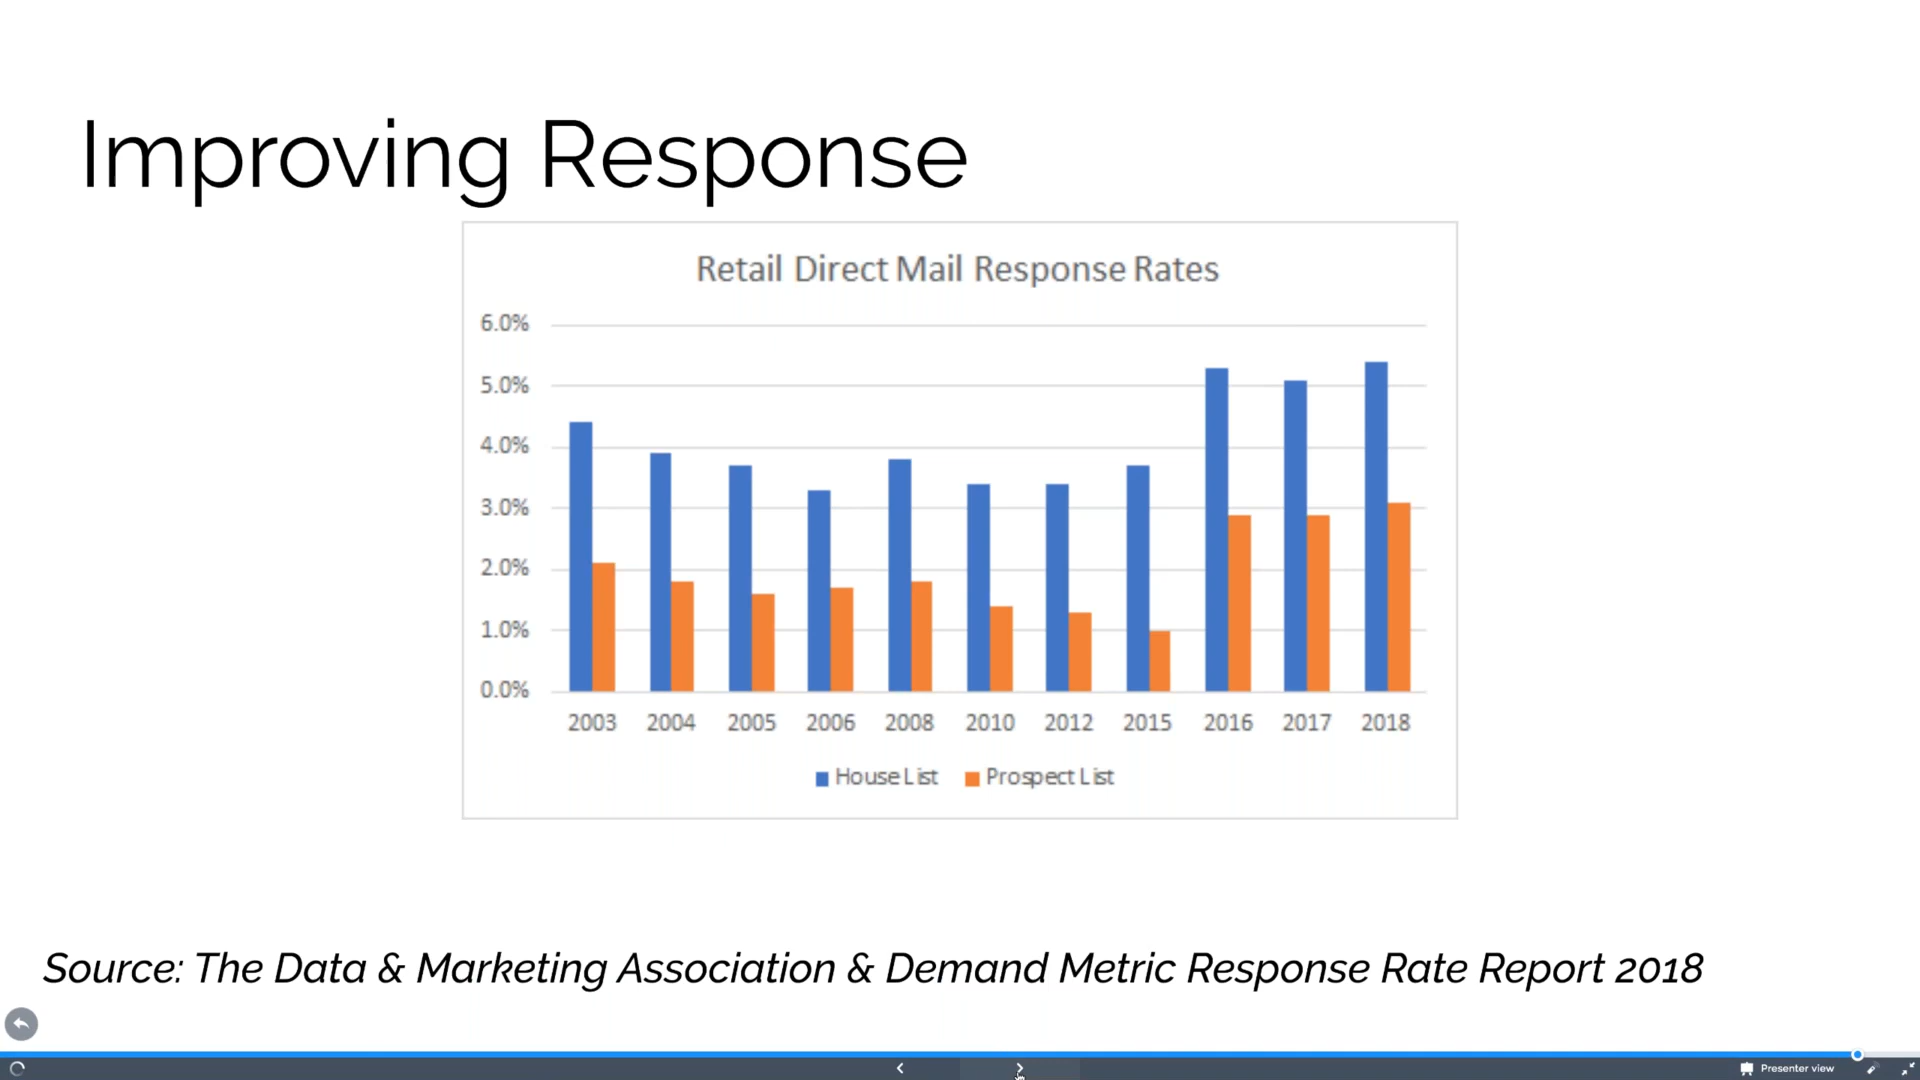 Improving Response
Retail Direct Mail Response Rates
6.0%
5.0%
4.0%
3.0%
2.0%
1.0%
0.0%
2003 2004 2005 2006 2008 2010 2012 2015 2016 2017 2018
House List Prospect List
Source: The Data & Marketing Association & Demand Metric Response Rate Report 2018
Presenter view